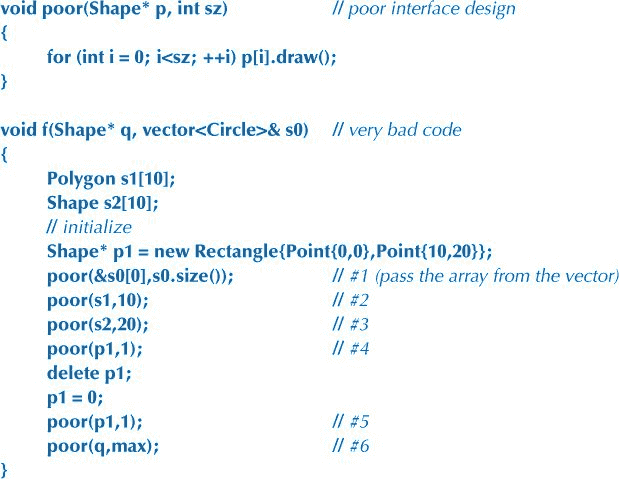 void poor(Shape* p, int sz) // poor interface design
{
for (int i = 0; i<sz; ++i) p[i].draw();
}
void f(Shape* q, vector<Circle>& s0) // very bad code
{
Polygon s1[10];
Shape s2[10];
// initialize
Shape* p1 = new Rectangle{Point{0,0},Point{10,20}};
poor(&s0[0],s0.size()); // #1 (pass the array from the vector)
poor(s1,10); // #2
poor(s2,20); // #3
poor(p1,1); // #4
delete p1;
p1 = 0;
poor(p1,1); // #5
poor(q,max); // #6
}